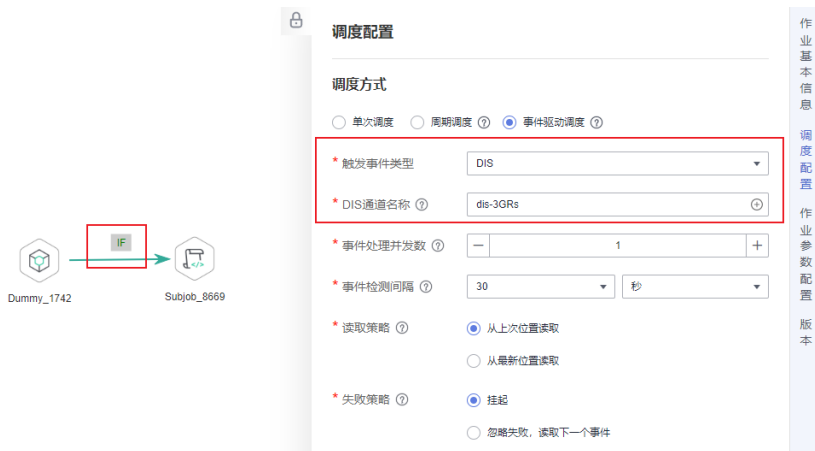 调度配置
调度方式
单次调度 周期调度 事件驱动调度
* 触发事件类型 DIS
* DIS通道名称 dis-3GRs
* 事件处理并发数 1
* 事件检测间隔 30 秒
* 读取策略 从上次位置读取
从最新位置读取
* 失败策略 挂起
忽略失败，读取下一个事件
IF
Dummy_1742
Subjob_8669
作业基本信息
调度配置
作业参数配置
版本